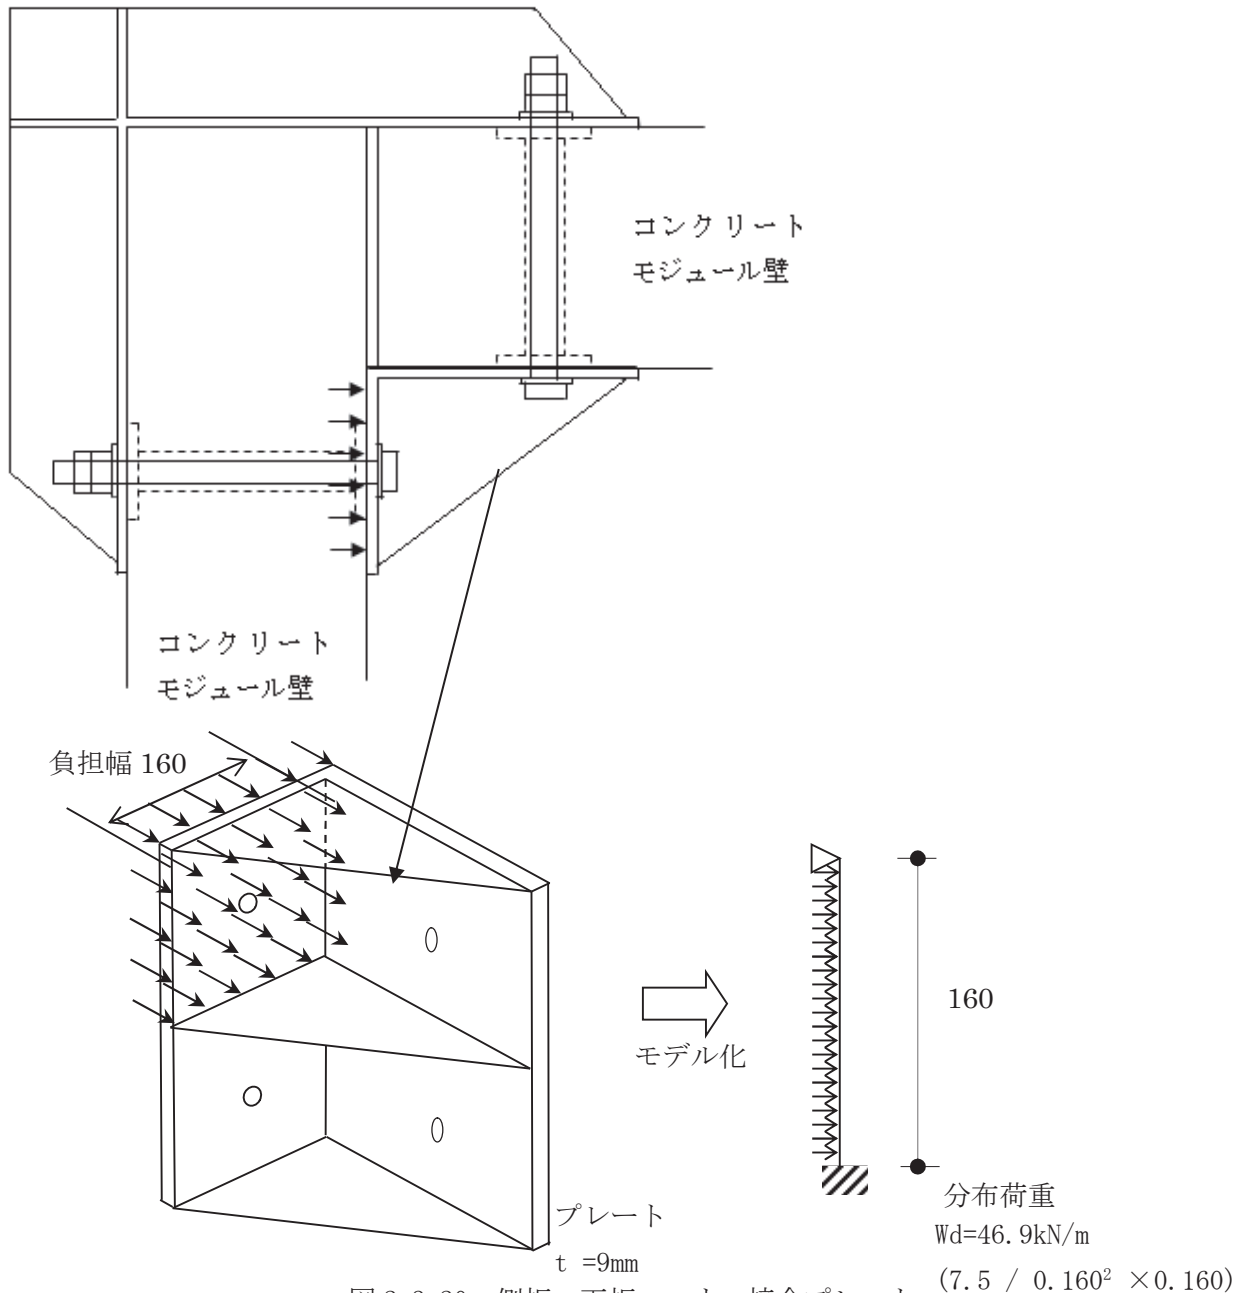 コンクリート
モジュール壁
コンクリート
モジュール壁
負担幅 160
モデル化
160
プレート
t =9mm
分布荷重
Wd=46.9kN/m
(7.5 / 0.160² ×0.160)